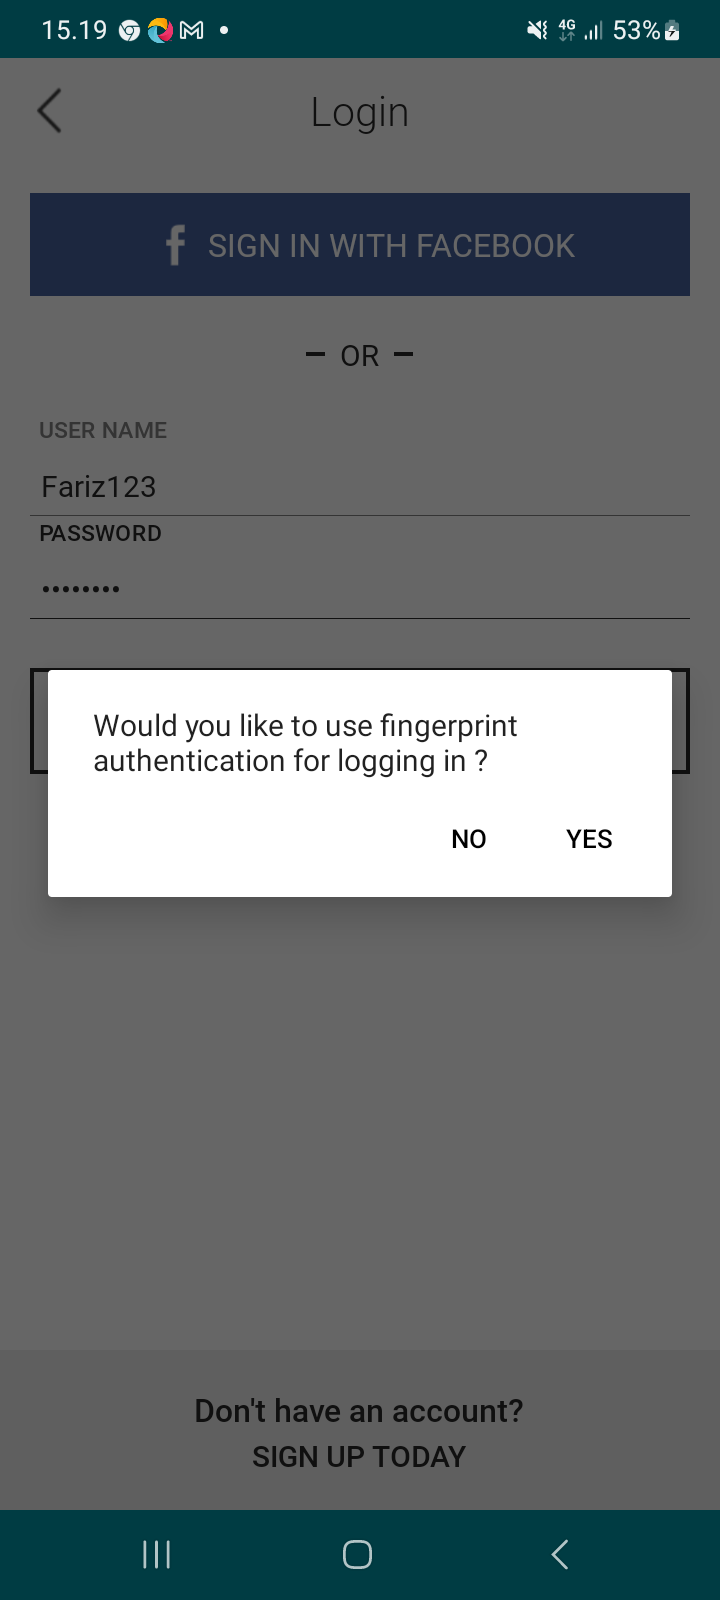 15.19
4G 53%
Login
f SIGN IN WITH FACEBOOK
– OR –
USER NAME
Fariz123
PASSWORD
••••••••
Would you like to use fingerprint
authentication for logging in ?
NO YES
Don't have an account?
SIGN UP TODAY